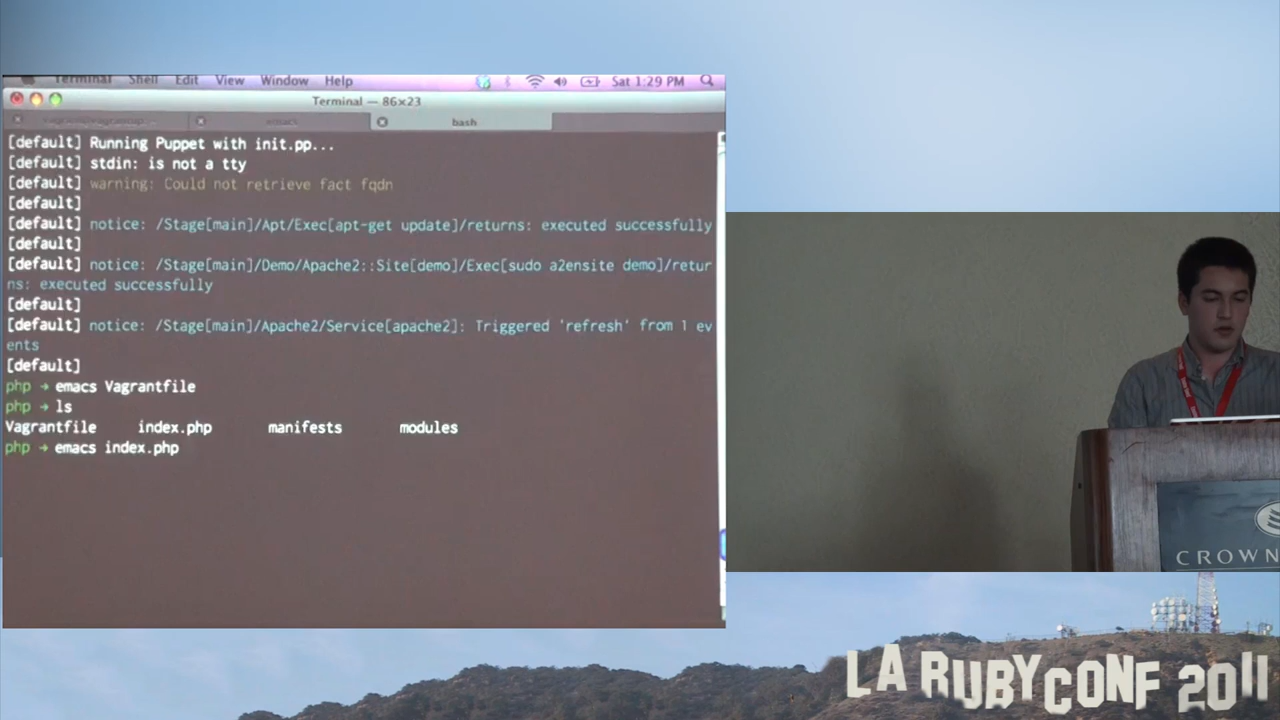 Terminal Shell Edit View Window Help Sat 1:29 PM
Terminal — 86×23
emacs bash
[default] Running Puppet with init.pp...
[default] stdin: is not a tty
[default] warning: Could not retrieve fact fqdn
[default]
[default] notice: /Stage[main]/Apt/Exec[apt-get update]/returns: executed successfully
[default]
[default] notice: /Stage[main]/Demo/Apache2::Site[demo]/Exec[sudo a2ensite demo]/retur
ns: executed successfully
[default]
[default] notice: /Stage[main]/Apache2/Service[apache2]: Triggered 'refresh' from 1 ev
ents
[default]
php → emacs Vagrantfile
php → ls
Vagrantfile index.php manifests modules
php → emacs index.php
CROWN
LA RUBYCONF 2011